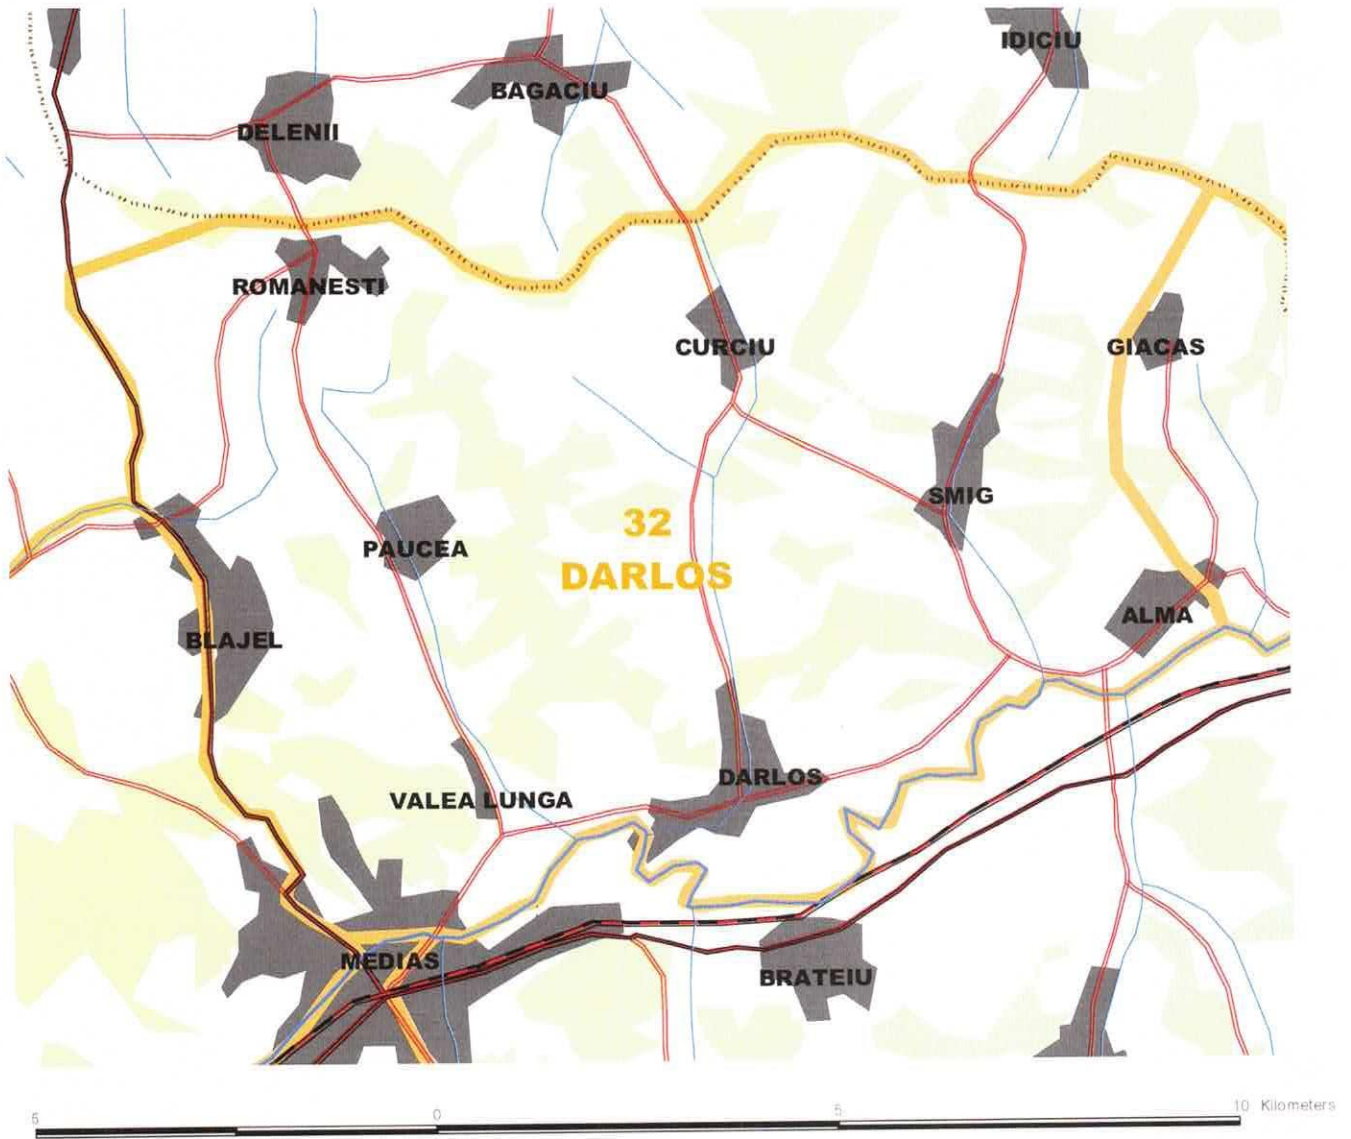 IDICIU
BAGACIU
DELENII
ROMANESTI
CURCIU
GIACAS
SMIG
32
DARLOS
PAUCEA
ALMA
BLAJEL
DARLOS
VALEA LUNGA
MEDIAS
BRATEIU
5 0 5 10 Kilometers